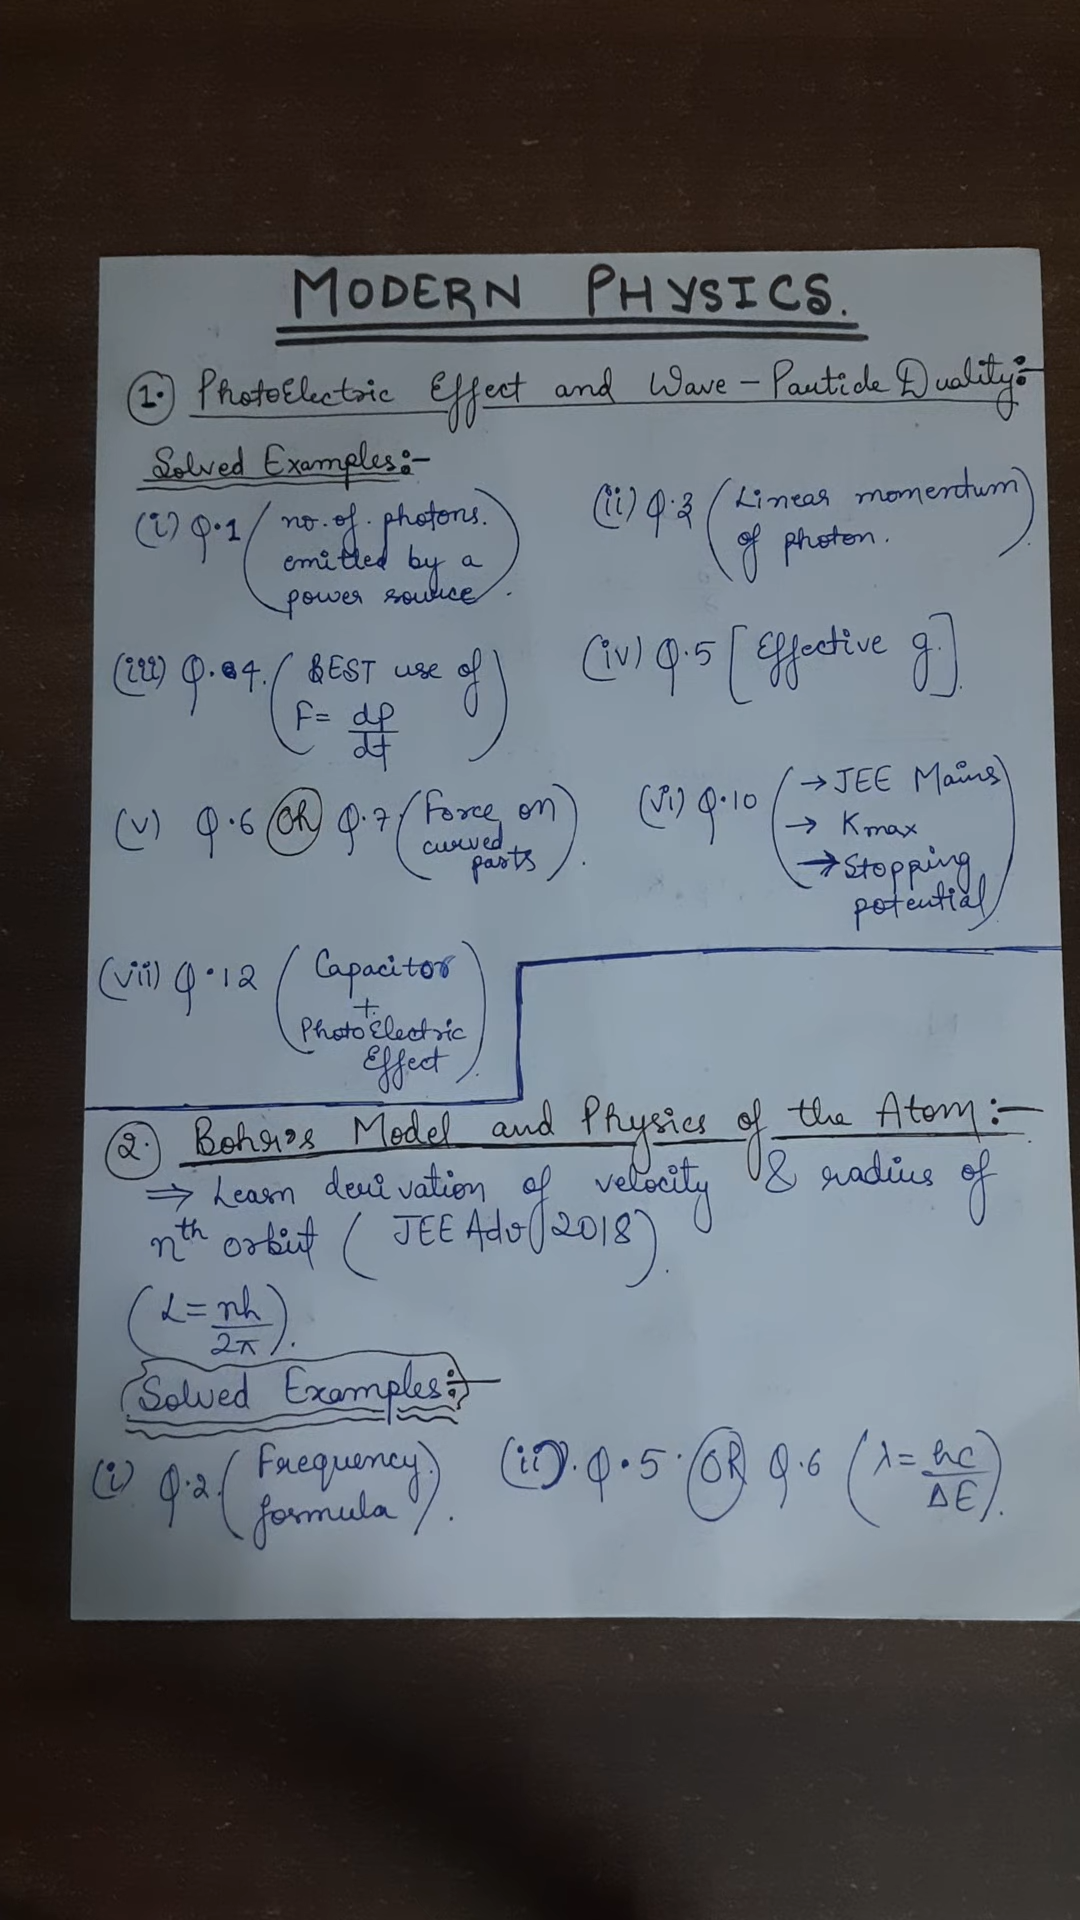 MODERN PHYSICS.
1. PhotoElectric Effect and Wave-Particle Duality:-
Solved Examples:-
(i) Q.1 (no. of. photons.
emitted by a
power source).
(ii) Q.3 (Linear momentum
of photon.)
(iii) Q.4. (BEST use of
F= dp/dt)
(iv) Q.5 [Effective g].
(v) Q.6 OR Q.7 (Force on
curved
parts).
(vi) Q.10 (→ JEE Mains
→ Kmax
→ Stopping
potential)
(vii) Q.12 (Capacitor
+
PhotoElectric
Effect).
2. Bohr's Model and Physics of the Atom:-
⇒ Learn derivation of velocity & radius of
nth orbit (JEE Adv 2018).
(L= nh/2π).
Solved Examples:-
(i) Q.2. (Frequency
formula).
(ii). Q.5. OR Q.6 (λ= hc/ΔE).